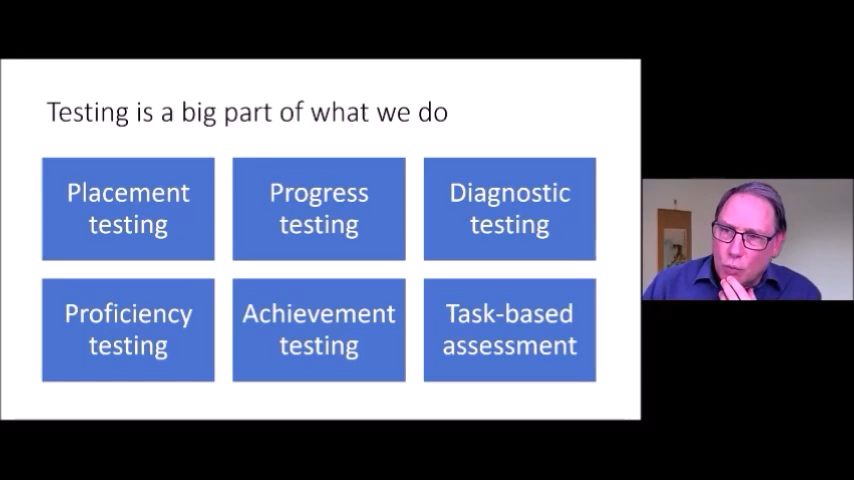 Testing is a big part of what we do
Placement
testing
Progress
testing
Diagnostic
testing
Proficiency
testing
Achievement
testing
Task-based
assessment